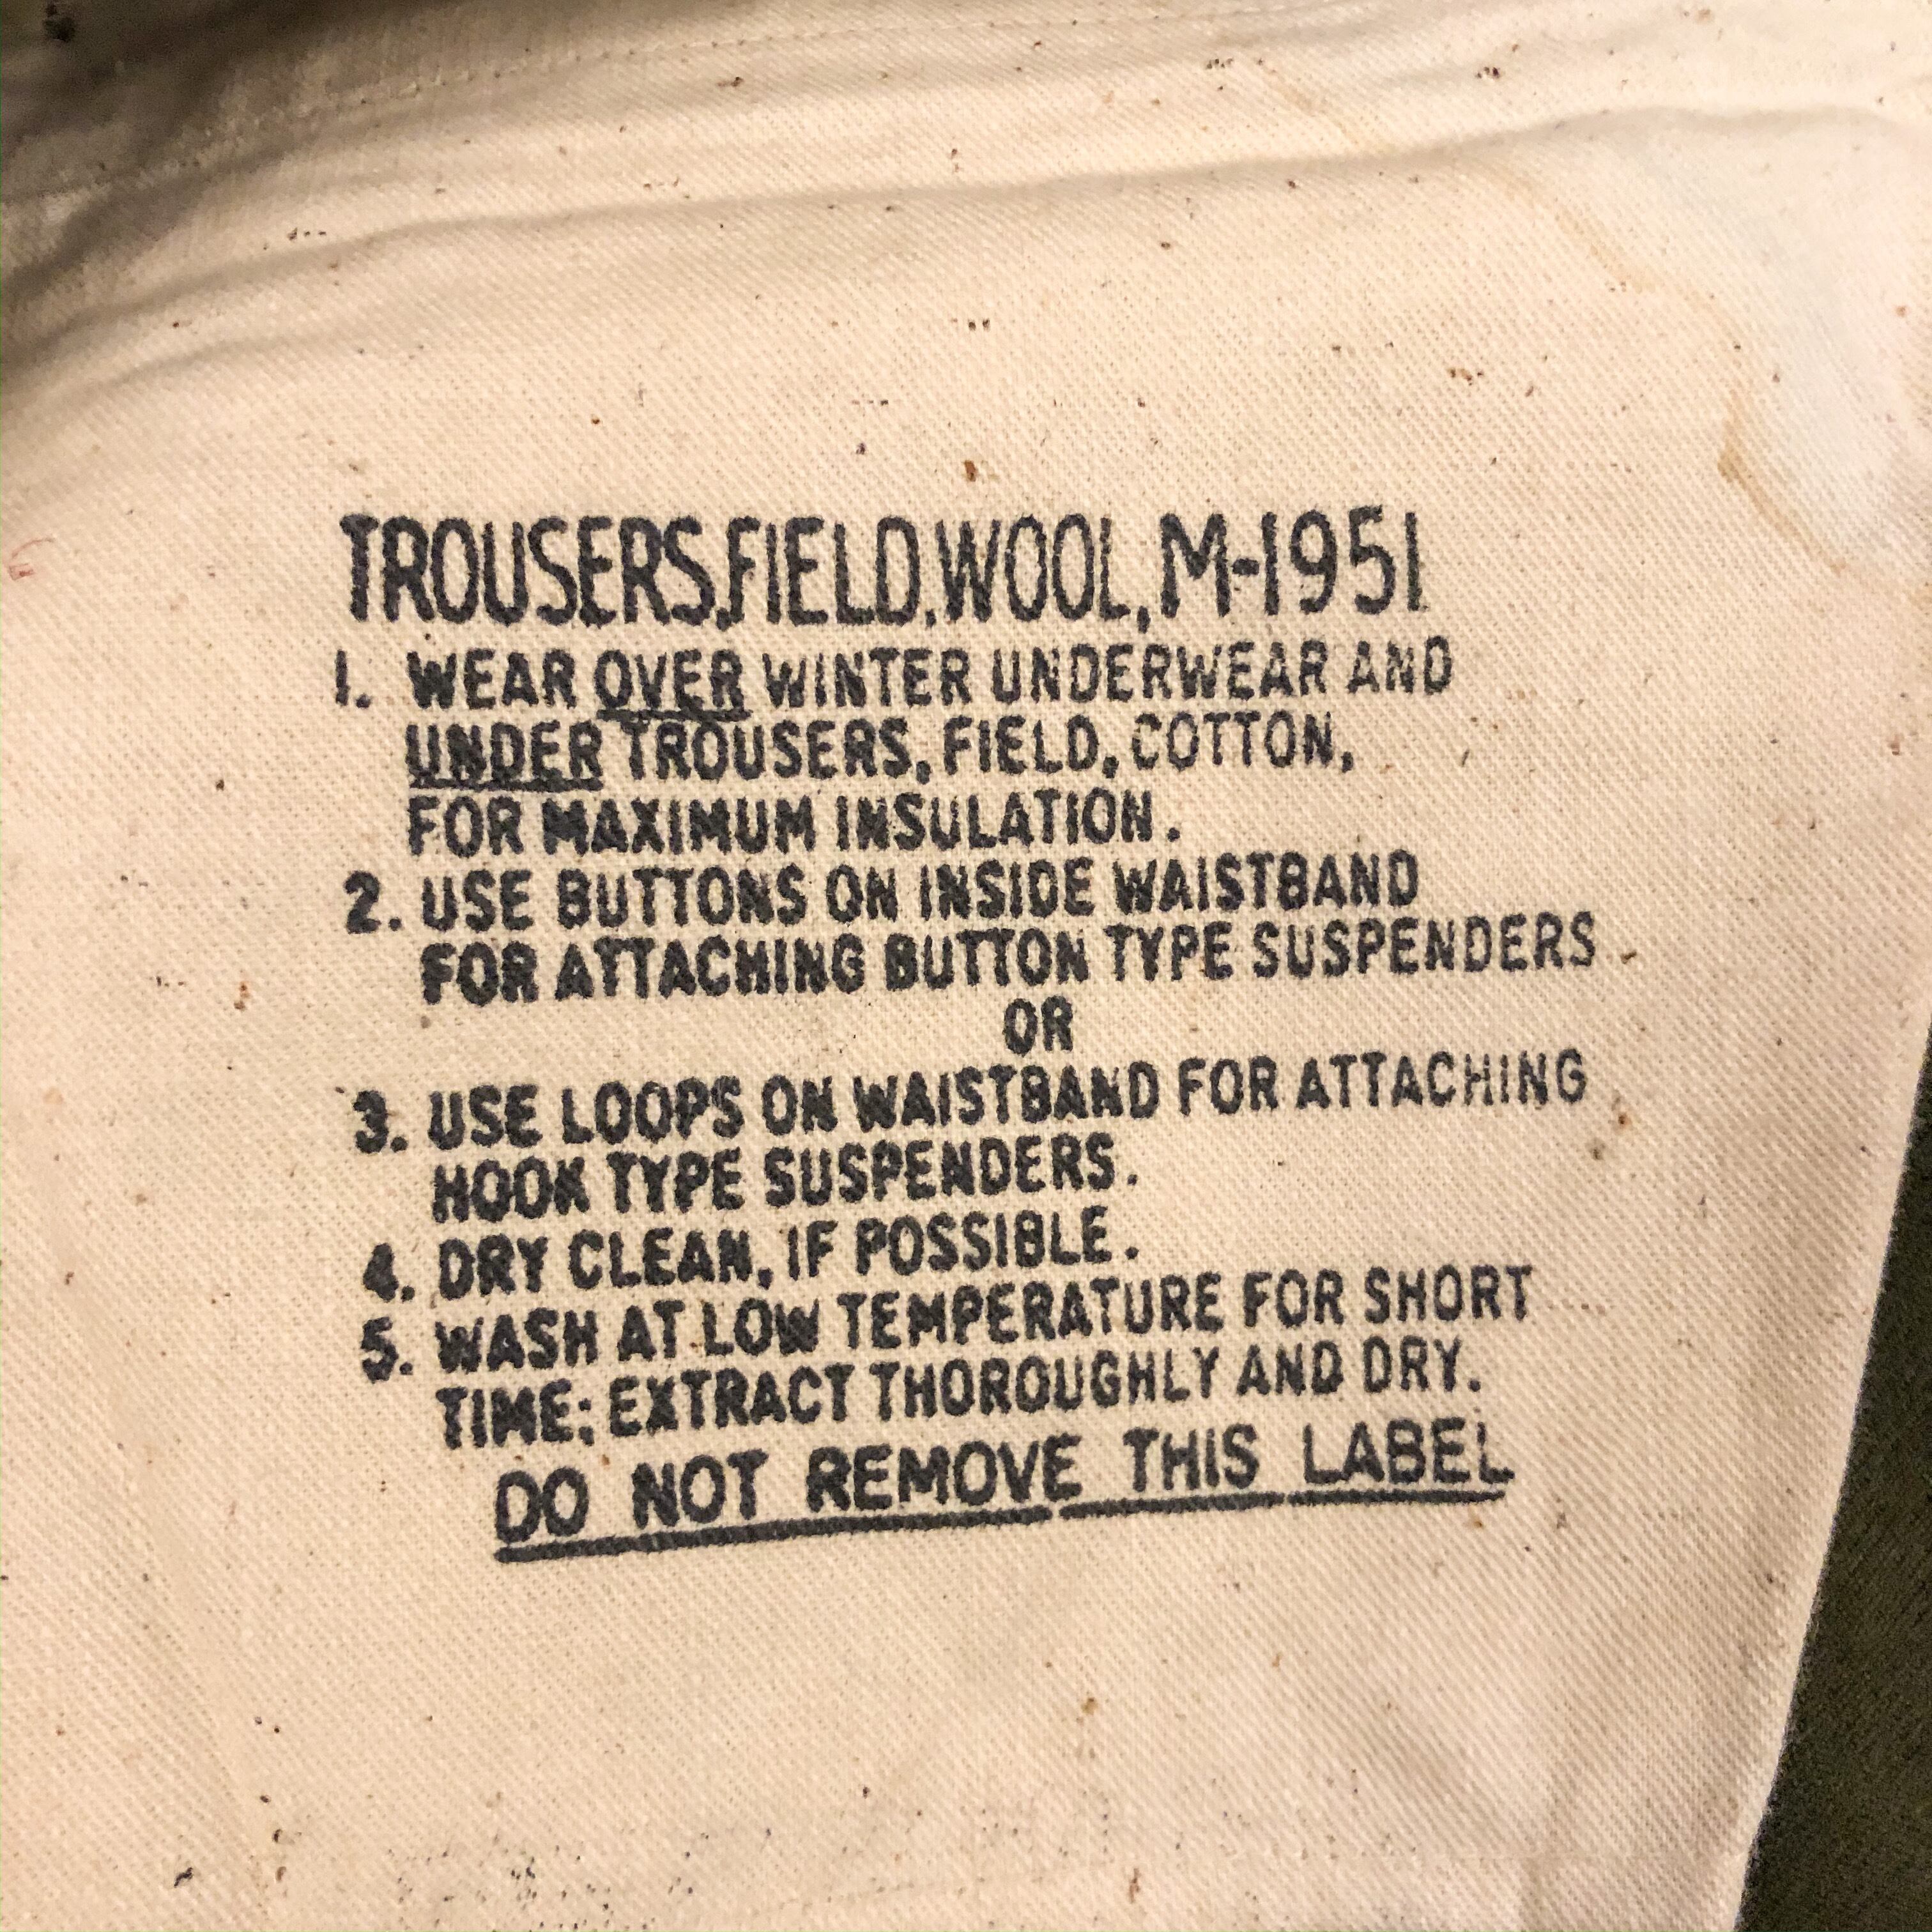 TROUSERS,FIELD,WOOL,M-1951
1. WEAR OVER WINTER UNDERWEAR AND
UNDER TROUSERS, FIELD, COTTON,
FOR MAXIMUM INSULATION.
2. USE BUTTONS ON INSIDE WAISTBAND
FOR ATTACHING BUTTON TYPE SUSPENDERS
OR
3. USE LOOPS ON WAISTBAND FOR ATTACHING
HOOK TYPE SUSPENDERS.
4. DRY CLEAN, IF POSSIBLE.
5. WASH AT LOW TEMPERATURE FOR SHORT
TIME; EXTRACT THOROUGHLY AND DRY.
DO NOT REMOVE THIS LABEL